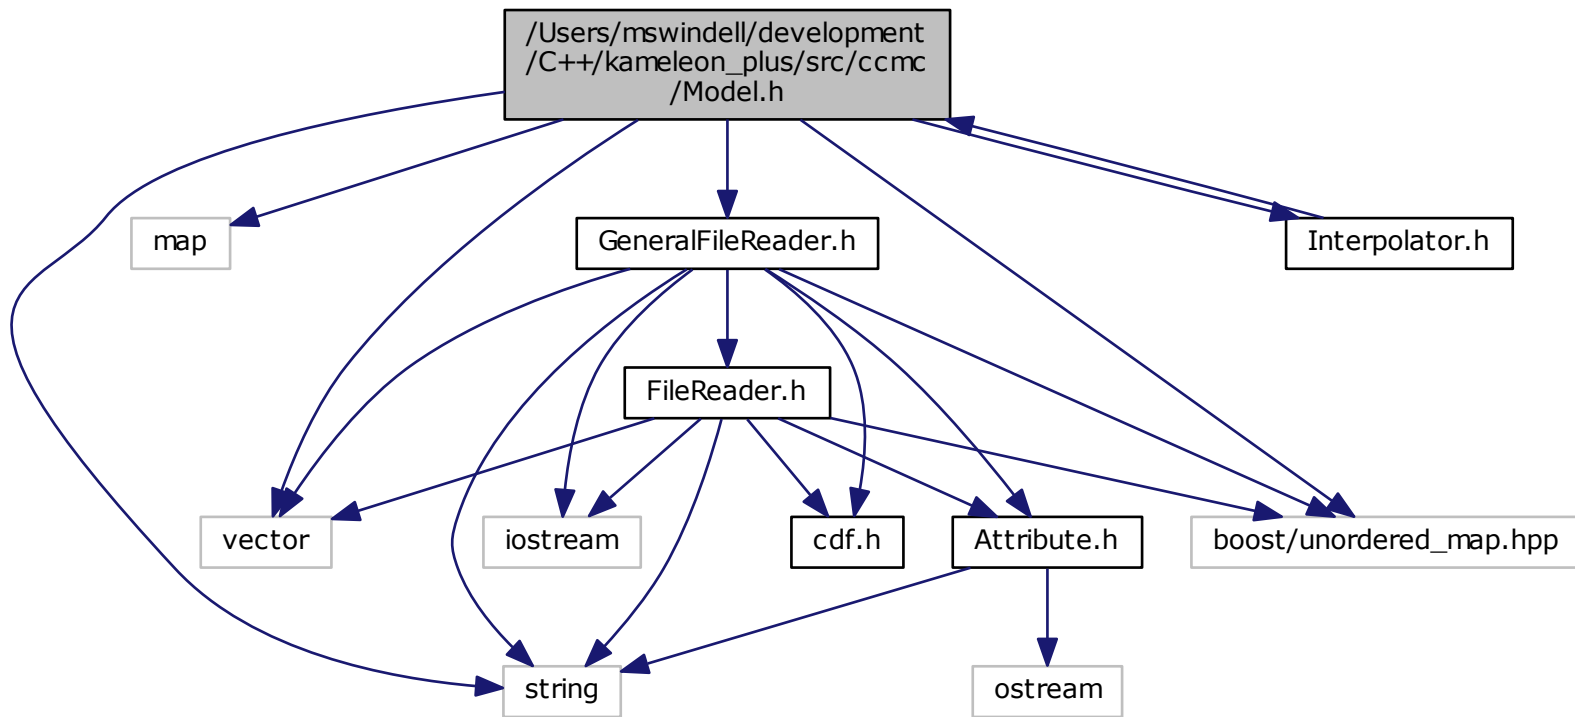 /Users/mswindell/development
/C++/kameleon_plus/src/ccmc
/Model.h
map
GeneralFileReader.h
Interpolator.h
FileReader.h
vector
iostream
cdf.h
Attribute.h
boost/unordered_map.hpp
string
ostream